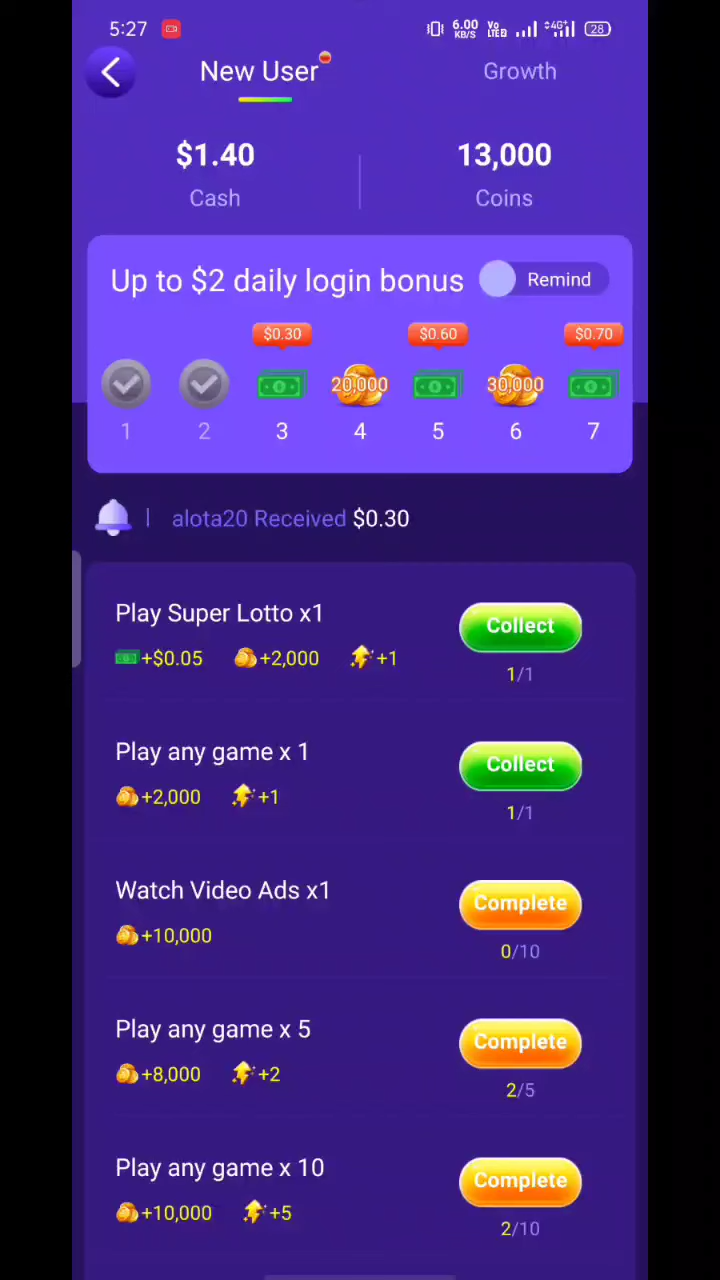 5:27 6.00 KB/S Vo LTEB 4G+ 28
New User Growth
$1.40 13,000
Cash Coins
Up to $2 daily login bonus Remind
$0.30 $0.60 $0.70
20,000 30,000
1 2 3 4 5 6 7
alota20 Received $0.30
Play Super Lotto x1 Collect
+$0.05 +2,000 +1 1/1
Play any game x 1 Collect
+2,000 +1 1/1
Watch Video Ads x1 Complete
+10,000 0/10
Play any game x 5 Complete
+8,000 +2 2/5
Play any game x 10 Complete
+10,000 +5 2/10